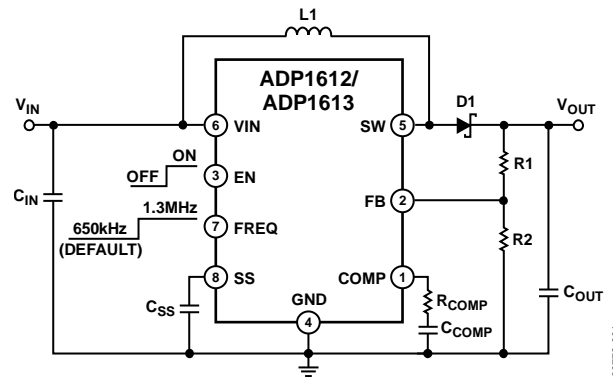 L1
ADP1612/
ADP1613
VIN
VOUT
D1
6 VIN
SW 5
R1
ON
OFF
3 EN
CIN
FB 2
1.3MHz
650kHz
(DEFAULT)
7 FREQ
R2
8 SS
COMP 1
CSS
GND
4
RCOMP
CCOMP
COUT